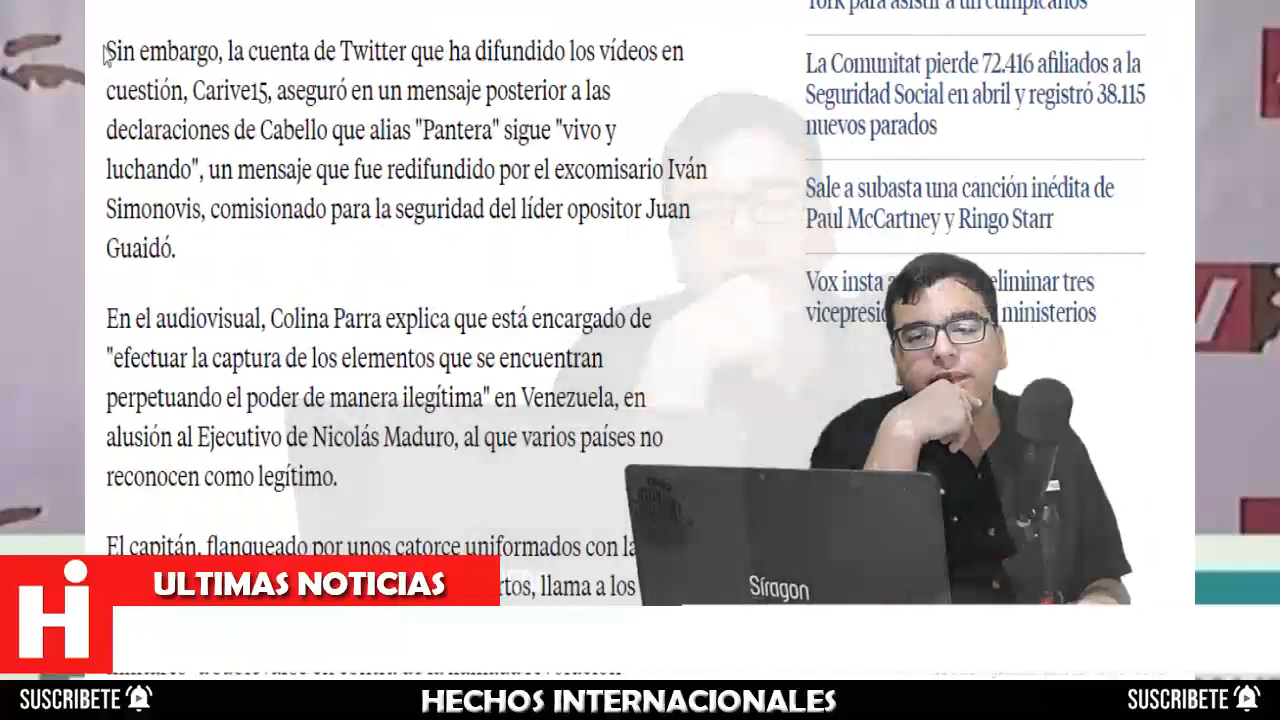 Sin embargo, la cuenta de Twitter que ha difundido los vídeos en
cuestión, Carive15, aseguró en un mensaje posterior a las
declaraciones de Cabello que alias "Pantera" sigue "vivo y
luchando", un mensaje que fue redifundido por el excomisario Iván
Simonovis, comisionado para la seguridad del líder opositor Juan
Guaidó.
En el audiovisual, Colina Parra explica que está encargado de
"efectuar la captura de los elementos que se encuentran
perpetuando el poder de manera ilegítima" en Venezuela, en
alusión al Ejecutivo de Nicolás Maduro, al que varios países no
reconocen como legítimo.
El capitán, flanqueado por unos catorce uniformados con la
llama a los
York para asistir a un cumpleaños
La Comunitat pierde 72.416 afiliados a la
Seguridad Social en abril y registró 38.115
nuevos parados
Sale a subasta una canción inédita de
Paul McCartney y Ringo Starr
Vox insta eliminar tres
ministerios
Síragon
Hi
ULTIMAS NOTICIAS
SUSCRIBETE
HECHOS INTERNACIONALES
SUSCRIBETE